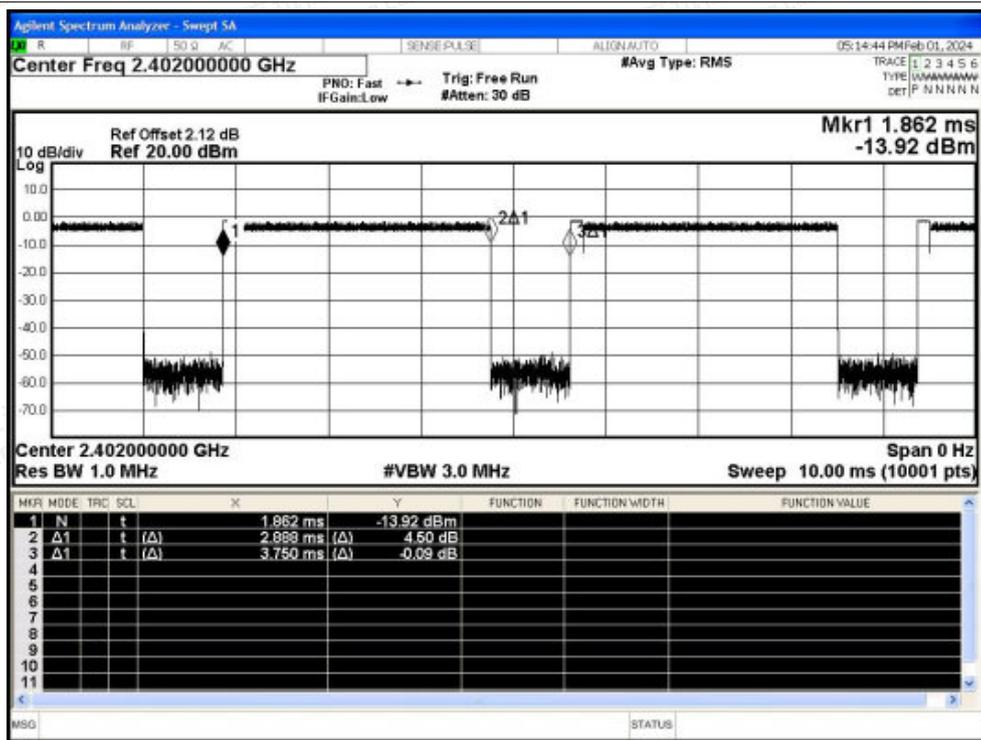 Agilent Spectrum Analyzer - Swept SA
R RF 50 Ω AC SENSE:PULSE ALIGN AUTO 05:14:44 PM Feb 01, 2024
Center Freq 2.402000000 GHz #Avg Type: RMS TRACE 1 2 3 4 5 6
PNO: Fast Trig: Free Run TYPE
IFGain:Low #Atten: 30 dB DET P N N N N N
Mkr1 1.862 ms
Ref Offset 2.12 dB
10 dB/div Ref 20.00 dBm -13.92 dBm
Log
10.0
0.00
2Δ1
1
3Δ1
-10.0
-20.0
-30.0
-40.0
-50.0
-60.0
-70.0
Center 2.402000000 GHz Span 0 Hz
Res BW 1.0 MHz #VBW 3.0 MHz Sweep 10.00 ms (10001 pts)
MKR MODE TRC SCL X Y FUNCTION FUNCTION WIDTH FUNCTION VALUE
1 N t 1.862 ms -13.92 dBm
2 Δ1 t (Δ) 2.888 ms (Δ) 4.50 dB
3 Δ1 t (Δ) 3.750 ms (Δ) -0.09 dB
4
5
6
7
8
9
10
11
MSG STATUS